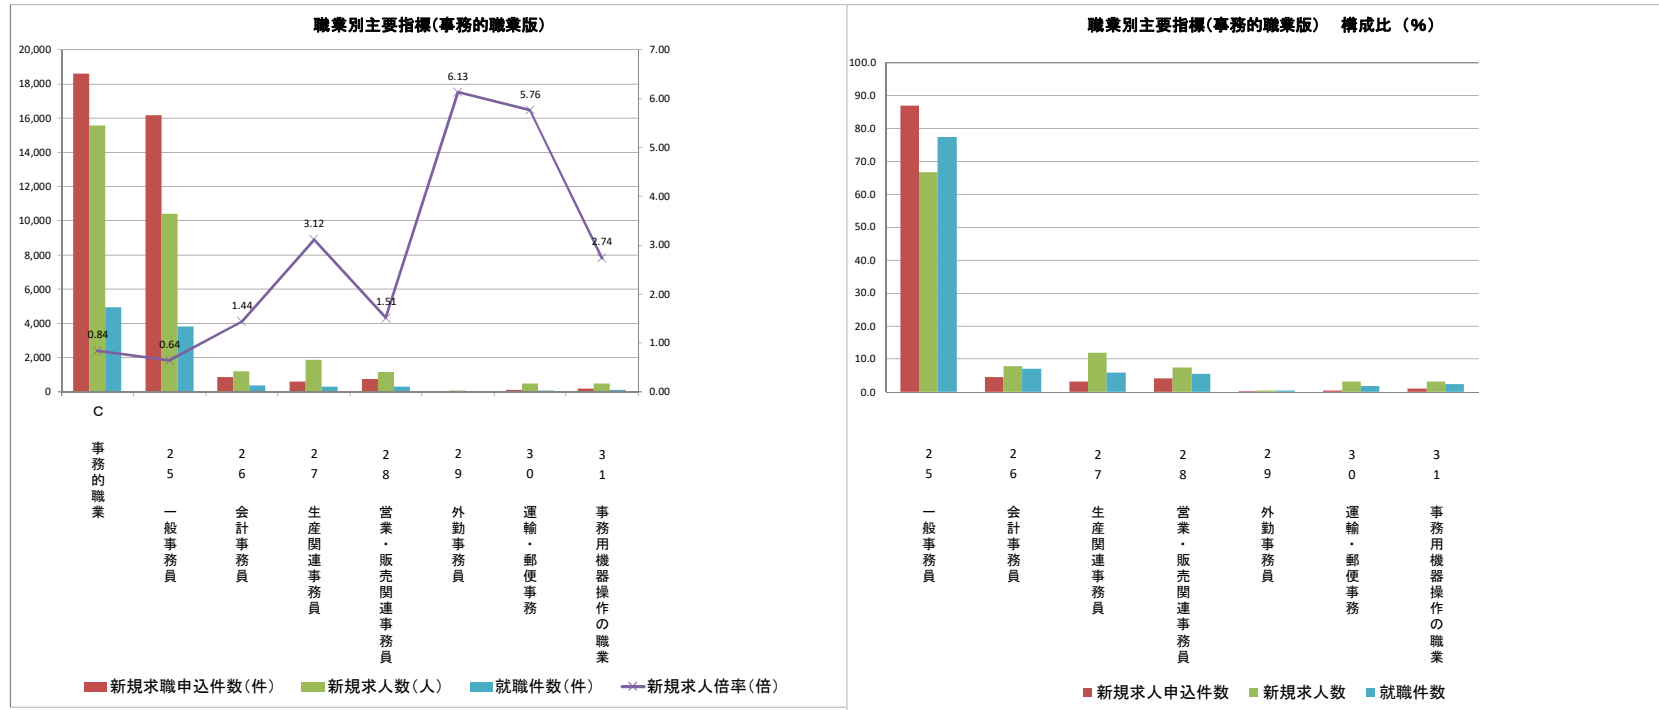 職業別主要指標（事務的職業版）
20,000
18,000
16,000
14,000
12,000
10,000
8,000
6,000
4,000
2,000
0
7.00
6.00
5.00
4.00
3.00
2.00
1.00
0.00
0.84
0.64
1.44
3.12
1.51
6.13
5.76
2.74
C 事務的職業
25 一般事務員
26 会計事務員
27 生産関連事務員
28 営業・販売関連事務員
29 外勤事務員
30 運輸・郵便事務
31 事務用機器操作の職業
新規求職申込件数（件） 新規求人数（人） 就職件数（件） 新規求人倍率（倍）
職業別主要指標（事務的職業版） 構成比（％）
100.0
90.0
80.0
70.0
60.0
50.0
40.0
30.0
20.0
10.0
0.0
25 一般事務員
26 会計事務員
27 生産関連事務員
28 営業・販売関連事務員
29 外勤事務員
30 運輸・郵便事務
31 事務用機器操作の職業
新規求人申込件数 新規求人数 就職件数